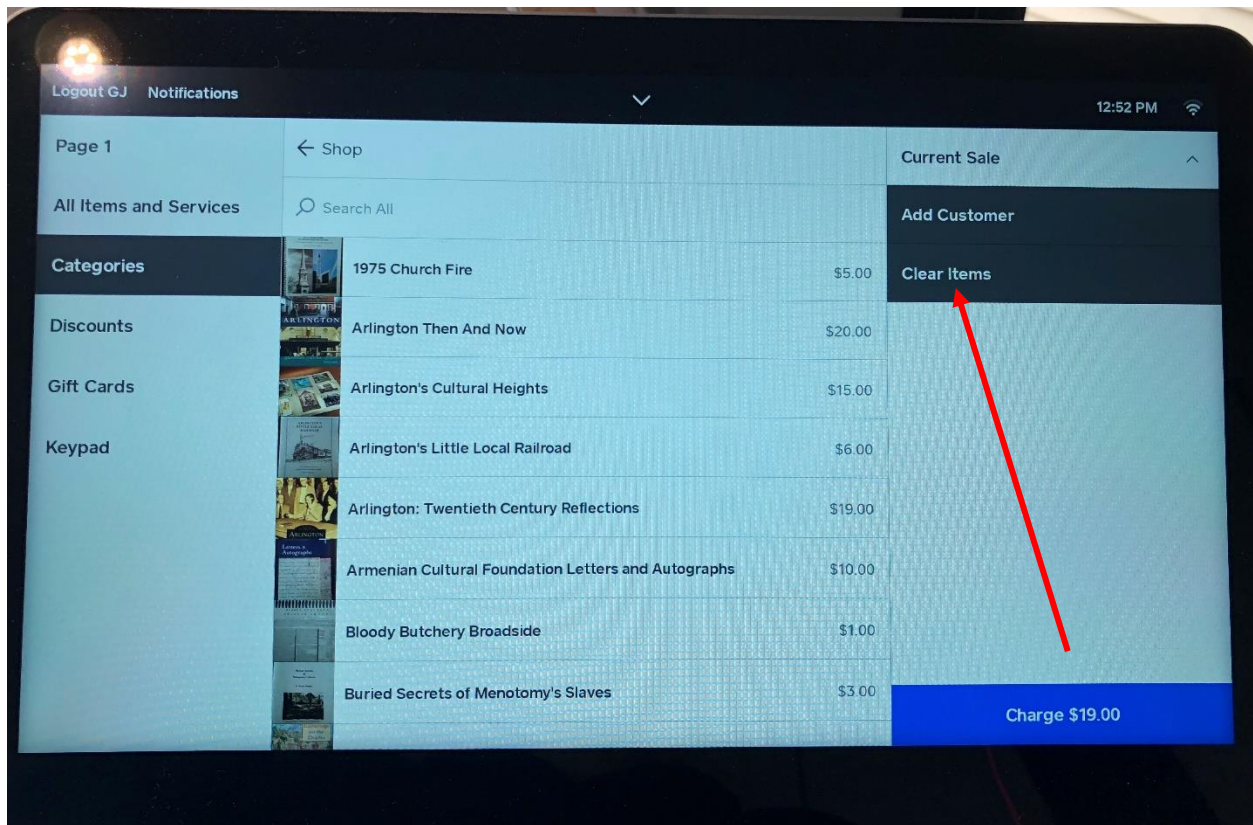 Logout GJ Notifications
12:52 PM
Page 1
All Items and Services
Categories
Discounts
Gift Cards
Keypad
← Shop
Search All
1975 Church Fire $5.00
Arlington Then And Now $20.00
Arlington's Cultural Heights $15.00
Arlington's Little Local Railroad $6.00
Arlington: Twentieth Century Reflections $19.00
Armenian Cultural Foundation Letters and Autographs $10.00
Bloody Butchery Broadside $1.00
Buried Secrets of Menotomy's Slaves $3.00
ARLINGTON
ARLINGTON
Letters &
Autographs
Current Sale
Add Customer
Clear Items
Charge $19.00